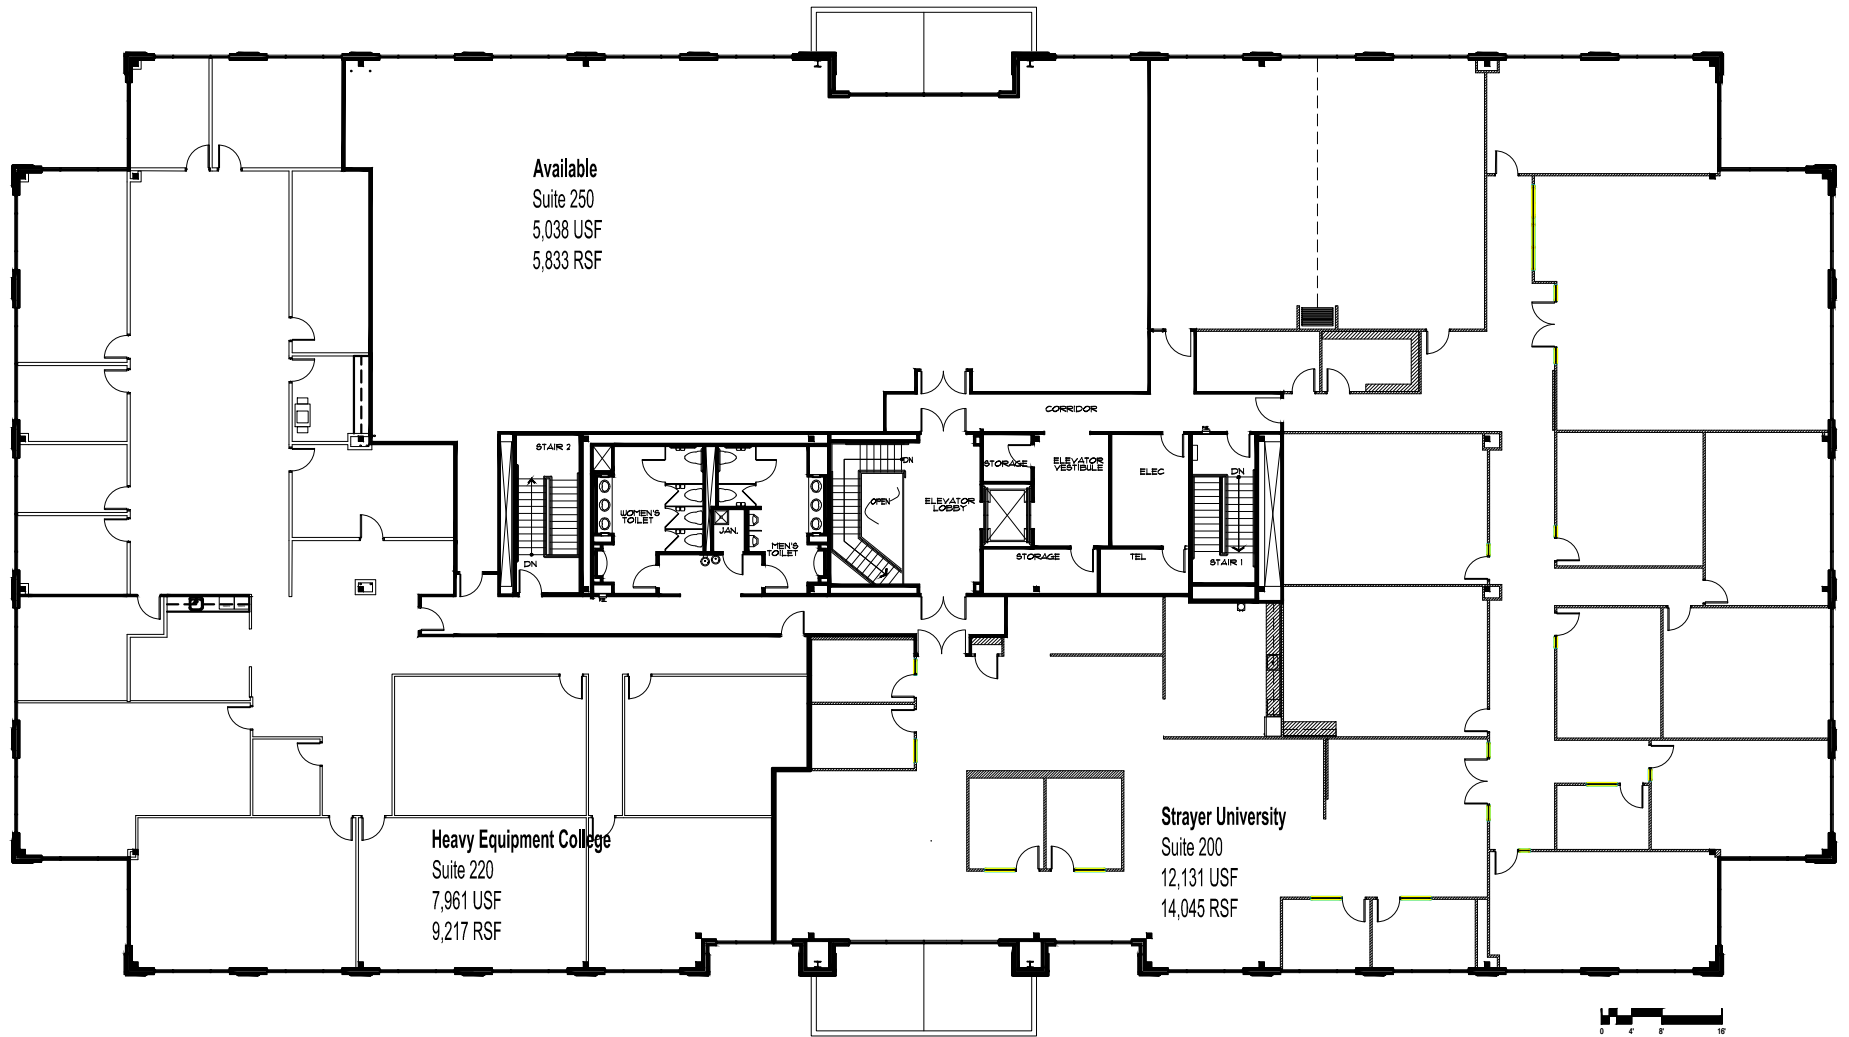 Available
Suite 250
5,038 USF
5,833 RSF
CORRIDOR
STAIR 2
DN
STORAGE
ELEVATOR
VESTIBULE
ELEC
DN
OPEN
ELEVATOR
LOBBY
WOMEN'S
TOILET
JAN.
MEN'S
TOILET
STORAGE
TEL
STAIR 1
DN
Heavy Equipment College
Suite 220
7,961 USF
9,217 RSF
Strayer University
Suite 200
12,131 USF
14,045 RSF
0 4' 8' 16'